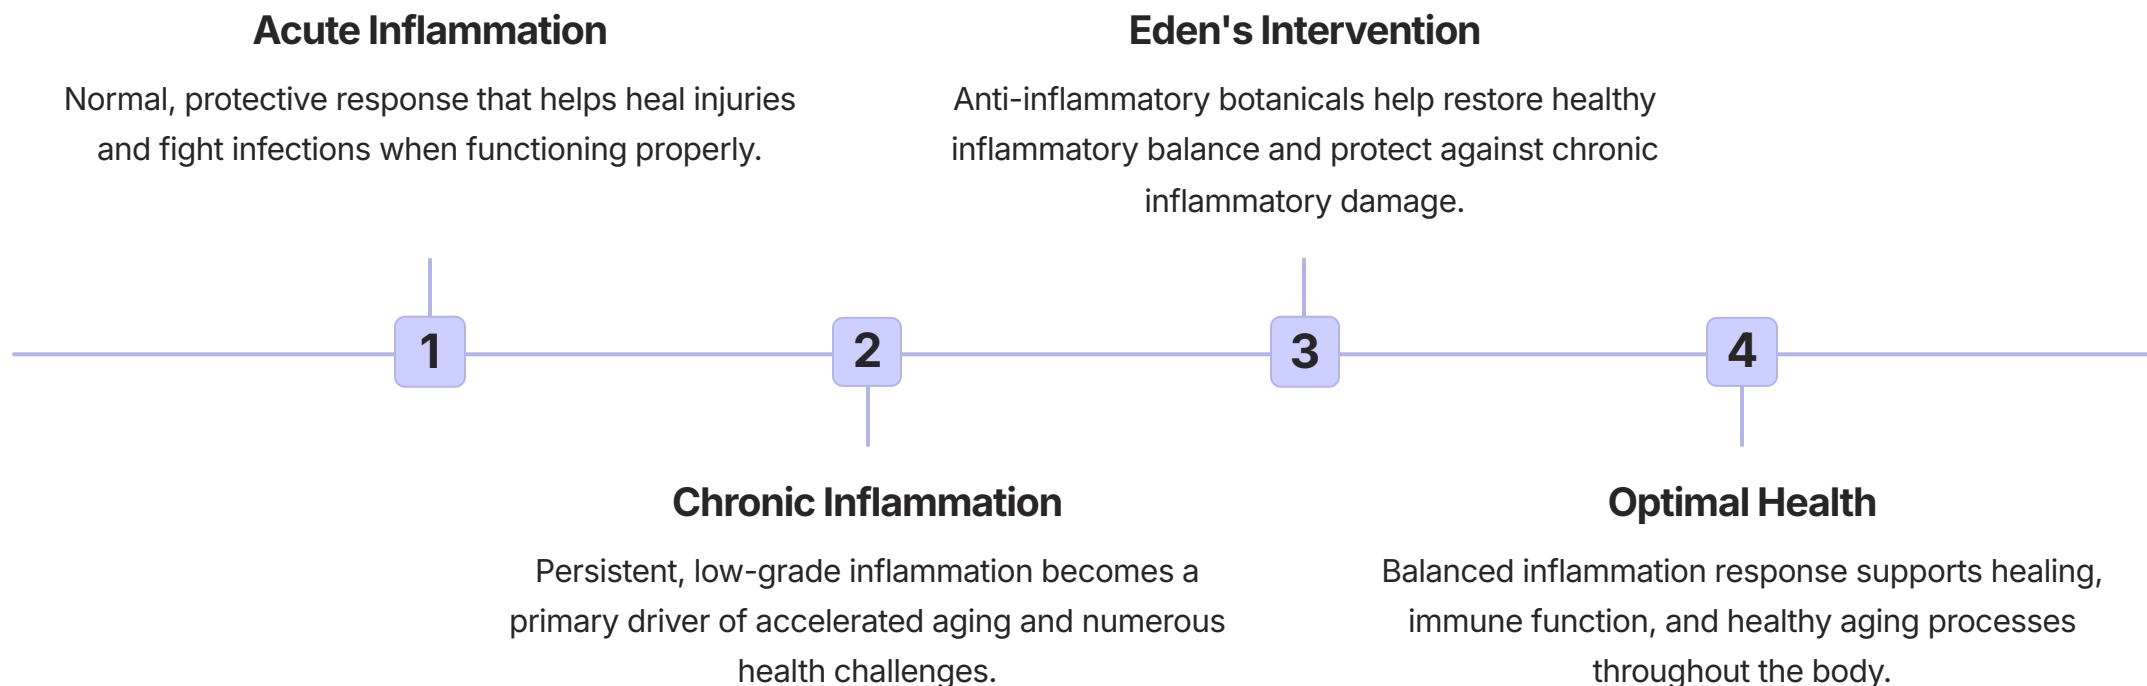 Acute Inflammation
Normal, protective response that helps heal injuries
and fight infections when functioning properly.
Eden's Intervention
Anti-inflammatory botanicals help restore healthy
inflammatory balance and protect against chronic
inflammatory damage.
1
2
3
4
Chronic Inflammation
Persistent, low-grade inflammation becomes a
primary driver of accelerated aging and numerous
health challenges.
Optimal Health
Balanced inflammation response supports healing,
immune function, and healthy aging processes
throughout the body.